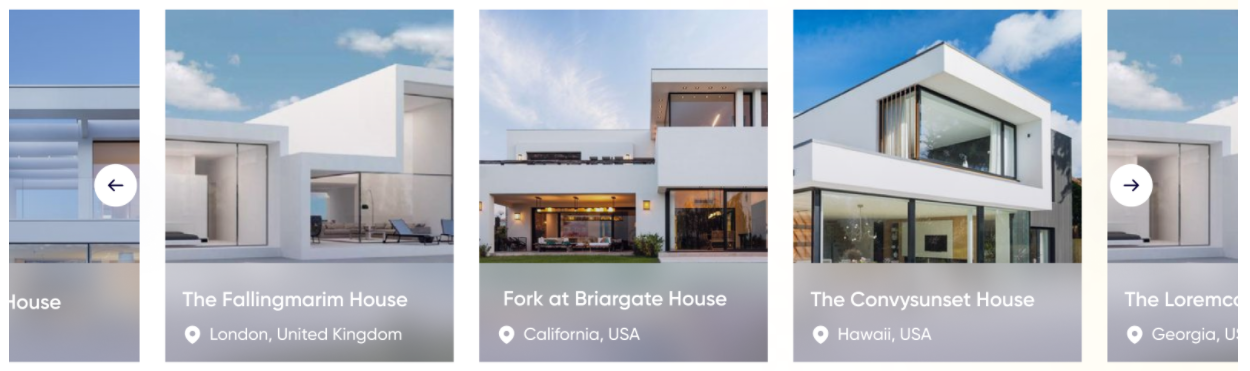 House
The Fallingmarim House
London, United Kingdom
Fork at Briargate House
California, USA
The Convysunset House
Hawaii, USA
The Loremc
Georgia, US